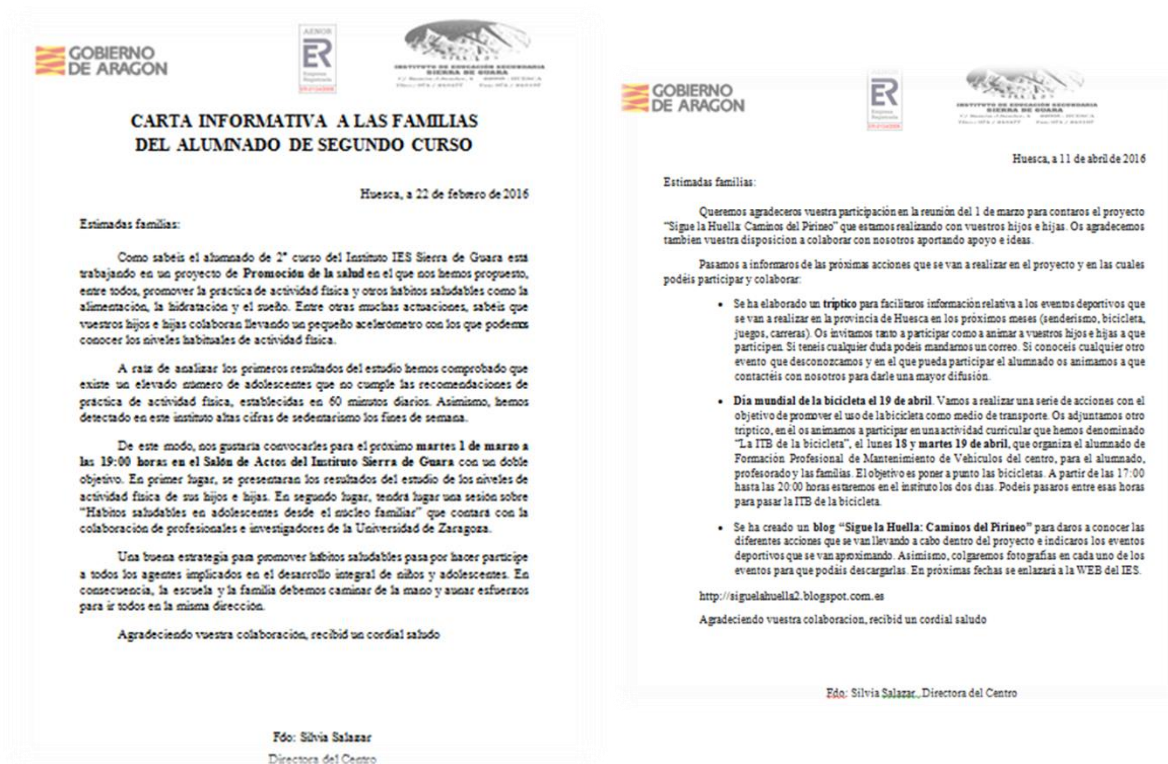 GOBIERNO
DE ARAGON
AENOR
ER
Empresa
Registrada
INSTITUTO DE EDUCACIÓN SECUNDARIA
SIERRA DE GUARA
CARTA INFORMATIVA A LAS FAMILIAS
DEL ALUMNADO DE SEGUNDO CURSO
Huesca, a 22 de febrero de 2016
Estimadas familias:
Como sabéis el alumnado de 2º curso del Instituto IES Sierra de Guara está
trabajando en un proyecto de Promoción de la salud en el que nos hemos propuesto,
entre todos, promover la práctica de actividad física y otros hábitos saludables como la
alimentación, la hidratación y el sueño. Entre otras muchas actuaciones, sabéis que
vuestros hijos e hijas colaboran llevando un pequeño acelerómetro con los que podemos
conocer los niveles habituales de actividad física.
A raíz de analizar los primeros resultados del estudio hemos comprobado que
existe un elevado número de adolescentes que no cumple las recomendaciones de
práctica de actividad física, establecidas en 60 minutos diarios. Asimismo, hemos
detectado en este instituto altas cifras de sedentarismo los fines de semana.
De este modo, nos gustaría convocarles para el próximo martes 1 de marzo a
las 19:00 horas en el Salón de Actos del Instituto Sierra de Guara con un doble
objetivo. En primer lugar, se presentaran los resultados del estudio de los niveles de
actividad física de sus hijos e hijas. En segundo lugar, tendrá lugar una sesión sobre
“Hábitos saludables en adolescentes desde el núcleo familiar” que contará con la
colaboración de profesionales e investigadores de la Universidad de Zaragoza.
Una buena estrategia para promover hábitos saludables pasa por hacer partícipe
a todos los agentes implicados en el desarrollo integral de niños y adolescentes. En
consecuencia, la escuela y la familia debemos caminar de la mano y aunar esfuerzos
para ir todos en la misma dirección.
Agradeciendo vuestra colaboración, recibid un cordial saludo
Fdo: Silvia Salazar
Directora del Centro
GOBIERNO
DE ARAGON
ER
Empresa
Registrada
INSTITUTO DE EDUCACIÓN SECUNDARIA
SIERRA DE GUARA
Huesca, a 11 de abril de 2016
Estimadas familias:
Queremos agradeceros vuestra participación en la reunión del 1 de marzo para contaros el proyecto
“Sigue la Huella: Caminos del Pirineo” que estamos realizando con vuestros hijos e hijas. Os agradecemos
tambien vuestra disposicion a colaborar con nosotros aportando apoyo e ideas.
Pasamos a informaros de las próximas acciones que se van a realizar en el proyecto y en las cuales
podéis participar y colaborar:
• Se ha elaborado un tríptico para facilitaros información relativa a los eventos deportivos que
se van a realizar en la provincia de Huesca en los próximos meses (senderismo, bicicleta,
juegos, carreras). Os invitamos tanto a participar como a animar a vuestros hijos e hijas a que
participen. Si teneis cualquier duda podeis mandarnos un correo. Si conoceis cualquier otro
evento que desconozcamos y en el que pueda participar el alumnado os animamos a que
contactéis con nosotros para darle una mayor difusión.
• Día mundial de la bicicleta el 19 de abril. Vamos a realizar una serie de acciones con el
objetivo de promover el uso de la bicicleta como medio de transporte. Os adjuntamos otro
tríptico, en él os animamos a participar en una actividad curricular que hemos denominado
“La ITB de la bicicleta”, el lunes 18 y martes 19 de abril, que organiza el alumnado de
Formación Profesional de Mantenimiento de Vehículos del centro, para el alumnado,
profesorado y las familias. El objetivo es poner a punto las bicicletas. A partir de las 17:00
hasta las 20:00 horas estaremos en el instituto los dos días. Podeis pasaros entre esas horas
para pasar la ITB de la bicicleta.
• Se ha creado un blog “Sigue la Huella: Caminos del Pirineo” para daros a conocer las
diferentes acciones que se van llevando a cabo dentro del proyecto e indicaros los eventos
deportivos que se van aproximando. Asimismo, colgaremos fotografías en cada uno de los
eventos para que podáis descargarlas. En próximas fechas se enlazará a la WEB del IES.
http://siguelahuella2.blogspot.com.es
Agradeciendo vuestra colaboracion, recibid un cordial saludo
Fdo: Silvia Salazar. Directora del Centro